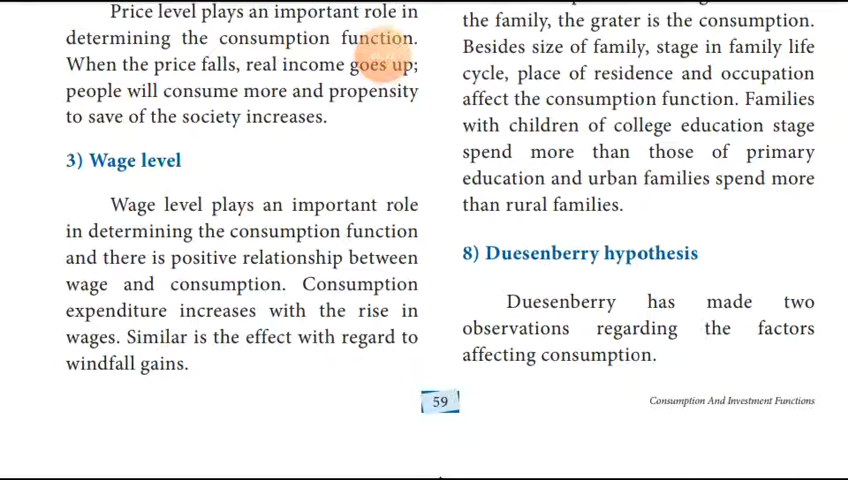 Price level plays an important role in
determining the consumption function.
When the price falls, real income goes up;
people will consume more and propensity
to save of the society increases.
3) Wage level
Wage level plays an important role
in determining the consumption function
and there is positive relationship between
wage and consumption. Consumption
expenditure increases with the rise in
wages. Similar is the effect with regard to
windfall gains.
the family, the grater is the consumption.
Besides size of family, stage in family life
cycle, place of residence and occupation
affect the consumption function. Families
with children of college education stage
spend more than those of primary
education and urban families spend more
than rural families.
8) Duesenberry hypothesis
Duesenberry has made two
observations regarding the factors
affecting consumption.
59
Consumption And Investment Functions